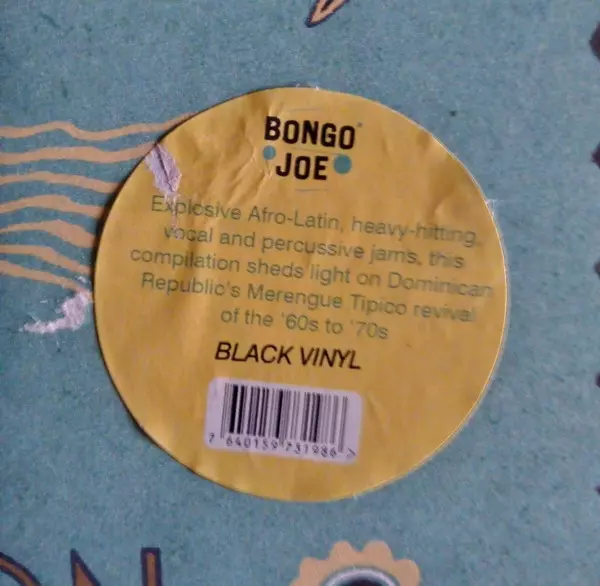 BONGO
JOE
Explosive Afro-Latin, heavy-hitting,
vocal and percussive jams, this
compilation sheds light on Dominican
Republic's Merengue Tipico revival
of the '60s to '70s
BLACK VINYL
7 640159 731986 >
ON